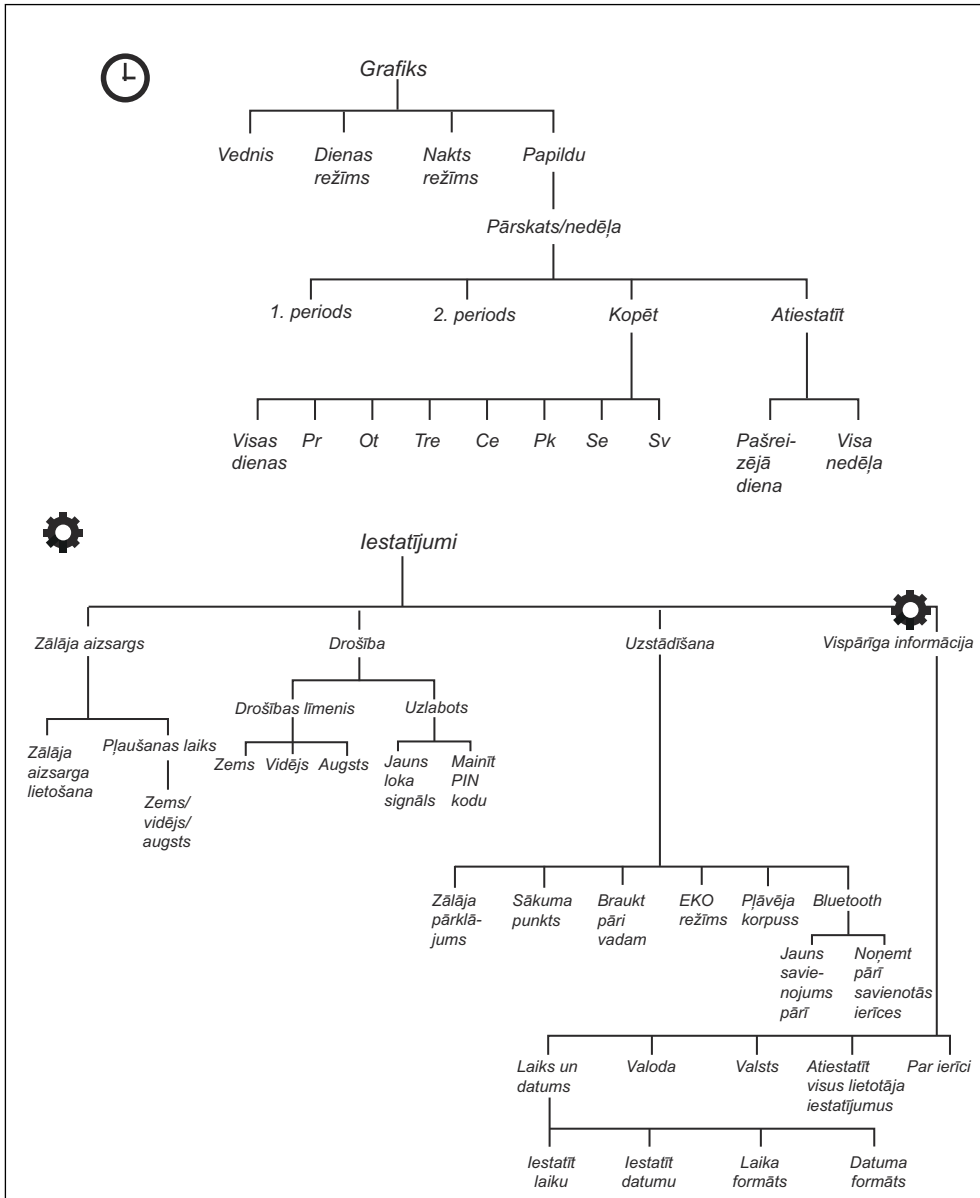 Grafiks
Vednis
Dienas
režīms
Nakts
režīms
Papildu
Pārskats/nedēļa
1. periods
2. periods
Kopēt
Atiestatīt
Visas
dienas
Pr
Ot
Tre
Ce
Pk
Se
Sv
Pašrei-
zējā
diena
Visa
nedēļa
Iestatījumi
Zālāja aizsargs
Drošība
Uzstādīšana
Vispārīga informācija
Zālāja
aizsarga
lietošana
Pļaušanas laiks
Zems/
vidējs/
augsts
Drošības līmenis
Zems
Vidējs
Augsts
Uzlabots
Jauns
loka
signāls
Mainīt
PIN
kodu
Zālāja
pārklā-
jums
Sākuma
punkts
Braukt
pāri
vadam
EKO
režīms
Pļāvēja
korpuss
Bluetooth
Jauns
savie-
nojums
pārī
Noņemt
pārī
savienotās
ierīces
Laiks un
datums
Valoda
Valsts
Atiestatīt
visus lietotāja
iestatījumus
Par ierīci
Iestatīt
laiku
Iestatīt
datumu
Laika
formāts
Datuma
formāts